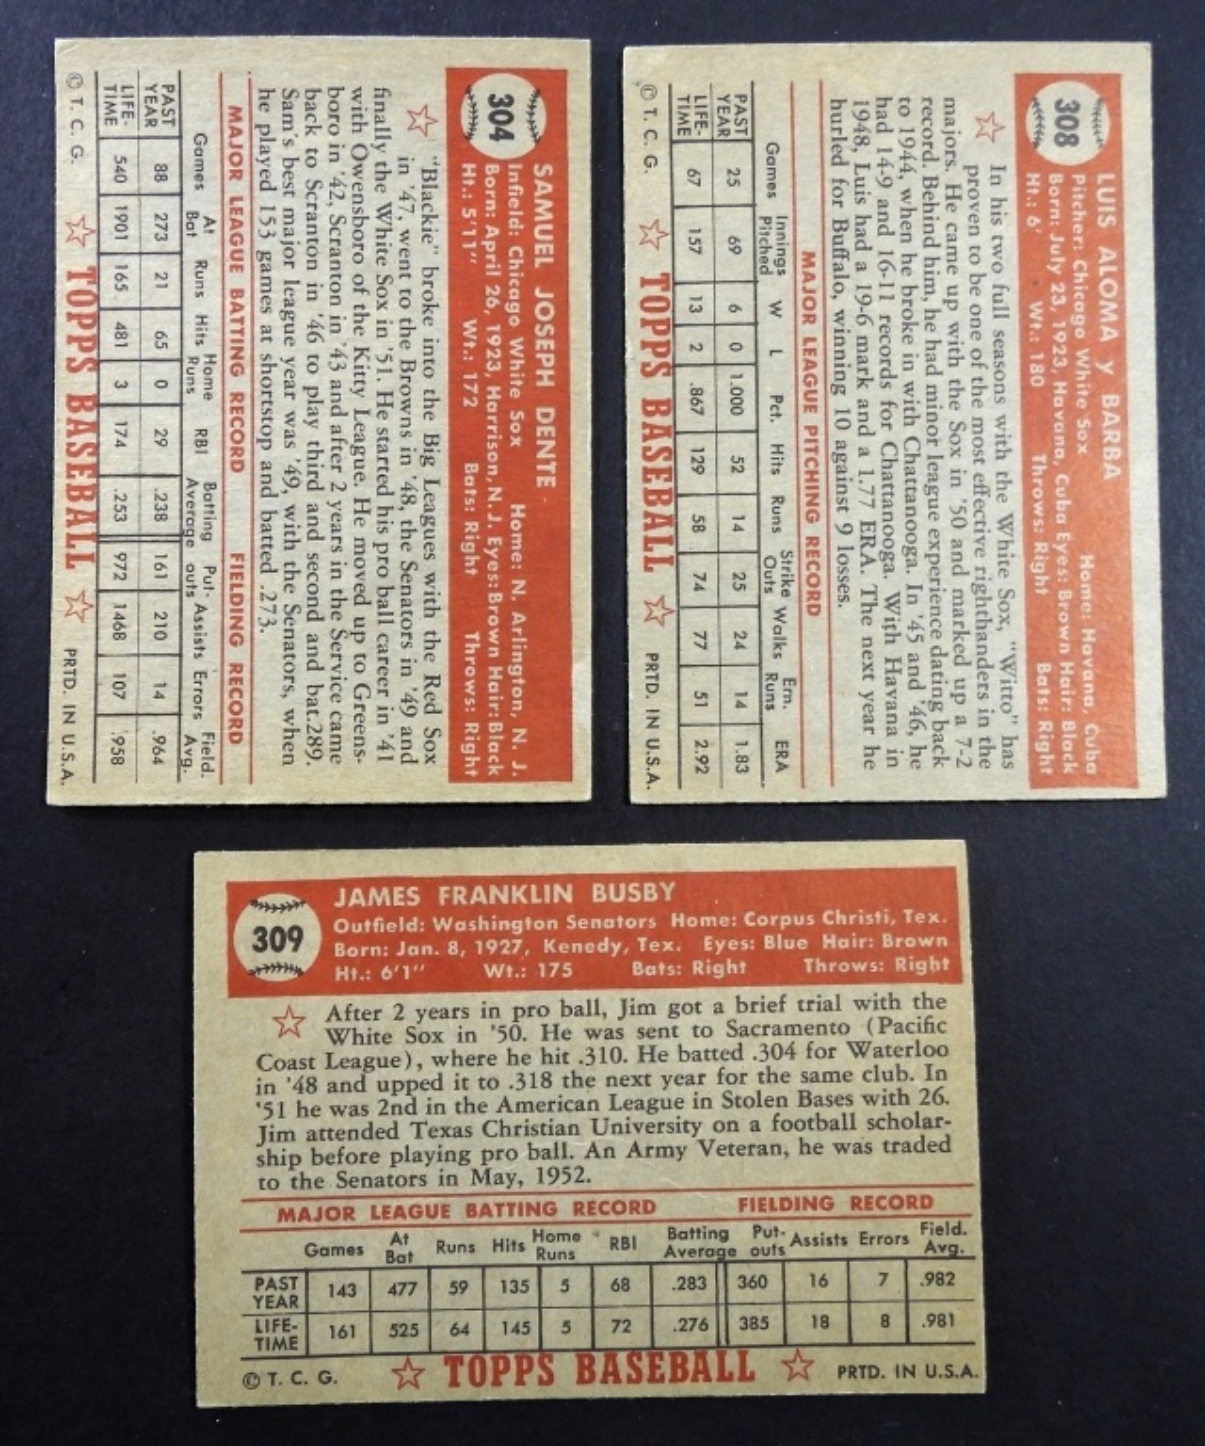 304
SAMUEL JOSEPH DENTE
Infield: Chicago White Sox Home: N. Arlington, N. J.
Born: April 26, 1923, Harrison, N.J. Eyes: Brown Hair: Black
Ht.: 5'11" Wt.: 172 Bats: Right Throws: Right
"Blackie" broke into the Big Leagues with the Red Sox
in '47, went to the Browns in '48, the Senators in '49 and
finally the White Sox in '51. He started his pro ball career in '41
with Owensboro of the Kitty League. He moved up to Greens-
boro in '42, Scranton in '43 and after 2 years in the Service came
back to Scranton in '46 to play third and second and bat .289.
Sam's best major league year was '49, with the Senators, when
he played 153 games at shortstop and batted .273.
MAJOR LEAGUE BATTING RECORD FIELDING RECORD
Games At Bat Runs Hits Home Runs RBI Batting Average Put-outs Assists Errors Field. Avg.
PAST YEAR 88 273 21 65 0 29 .238 161 210 14 .964
LIFE-TIME 540 1901 165 481 3 174 .253 972 1468 107 .958
© T. C. G. TOPPS BASEBALL PRTD. IN U.S.A.
308
LUIS ALOMA y BARBA
Pitcher: Chicago White Sox Home: Havana, Cuba
Born: July 23, 1923, Havana, Cuba Eyes: Brown Hair: Black
Ht.: 6' Wt.: 180 Throws: Right Bats: Right
In his two full seasons with the White Sox, "Witto" has
proven to be one of the most effective righthanders in the
majors. He came up with the Sox in '50 and marked up a 7-2
record. Behind him, he had minor league experience dating back
to 1944, when he broke in with Chattanooga. In '45 and '46, he
had 14-9 and 16-11 records for Chattanooga. With Havana in
1948, Luis had a 19-6 mark and a 1.77 ERA. The next year he
hurled for Buffalo, winning 10 against 9 losses.
MAJOR LEAGUE PITCHING RECORD
Games Innings Pitched W L Pct. Hits Runs Strike Outs Walks Ern. Runs ERA
PAST YEAR 25 69 6 0 1.000 52 14 25 24 14 1.83
LIFE-TIME 67 157 13 2 .867 129 58 74 77 51 2.92
© T. C. G. TOPPS BASEBALL PRTD. IN U.S.A.
309
JAMES FRANKLIN BUSBY
Outfield: Washington Senators Home: Corpus Christi, Tex.
Born: Jan. 8, 1927, Kenedy, Tex. Eyes: Blue Hair: Brown
Ht.: 6'1" Wt.: 175 Bats: Right Throws: Right
After 2 years in pro ball, Jim got a brief trial with the
White Sox in '50. He was sent to Sacramento (Pacific
Coast League), where he hit .310. He batted .304 for Waterloo
in '48 and upped it to .318 the next year for the same club. In
'51 he was 2nd in the American League in Stolen Bases with 26.
Jim attended Texas Christian University on a football scholar-
ship before playing pro ball. An Army Veteran, he was traded
to the Senators in May, 1952.
MAJOR LEAGUE BATTING RECORD FIELDING RECORD
Games At Bat Runs Hits Home Runs RBI Batting Average Put-outs Assists Errors Field. Avg.
PAST YEAR 143 477 59 135 5 68 .283 360 16 7 .982
LIFE-TIME 161 525 64 145 5 72 .276 385 18 8 .981
© T. C. G. TOPPS BASEBALL PRTD. IN U.S.A.